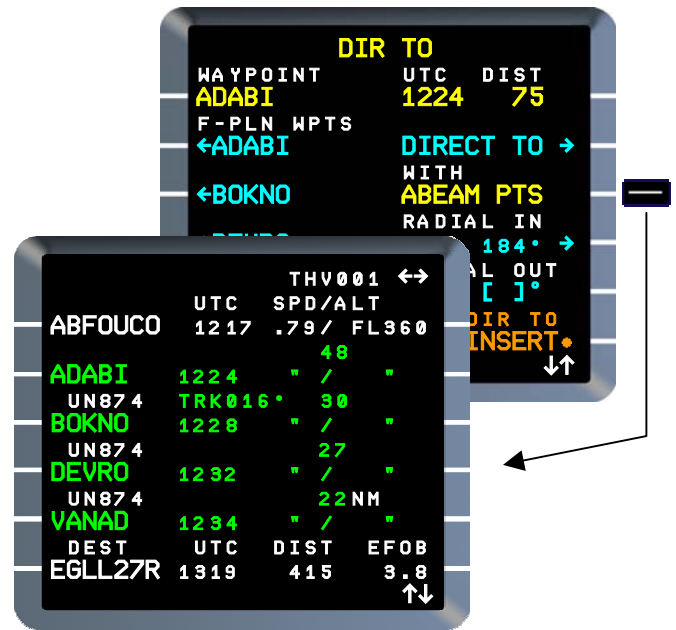 DIR TO
WAYPOINT UTC DIST
ADABI 1224 75
F-PLN WPTS
←ADABI DIRECT TO →
WITH
←BOKNO ABEAM PTS
RADIAL IN
184° →
AL OUT
[ ]°
DIR TO
INSERT*
↓↑
THV001 ←→
UTC SPD/ALT
ABFOUCO 1217 .79/ FL360
48
ADABI 1224 " / "
UN874 TRK016° 30
BOKNO 1228 " / "
UN874 27
DEVRO 1232 " / "
UN874 22NM
VANAD 1234 " / "
DEST UTC DIST EFOB
EGLL27R 1319 415 3.8
↑↓